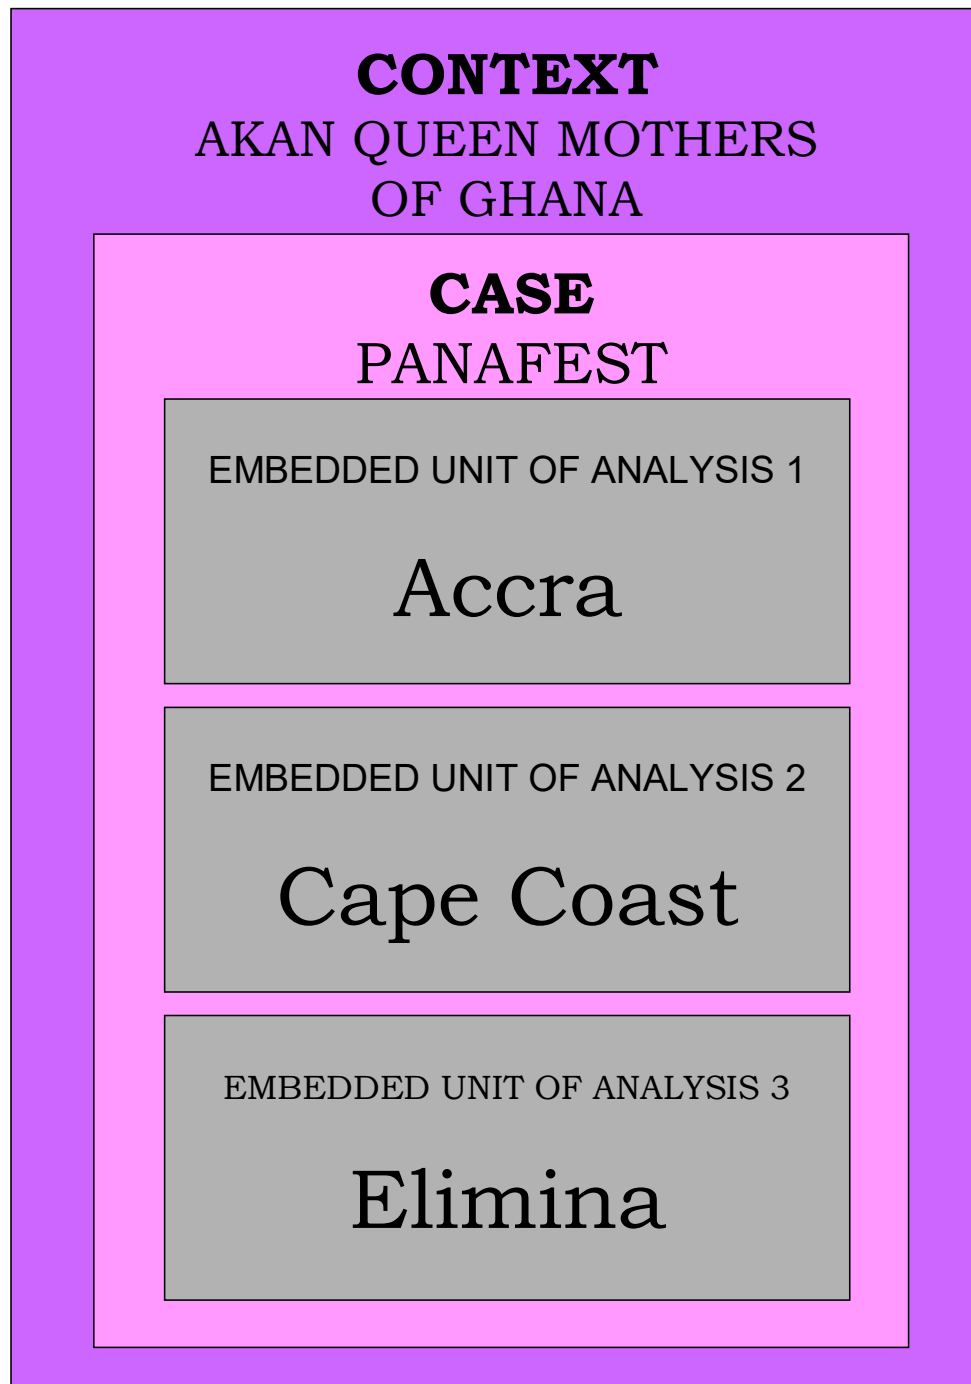 CONTEXT
AKAN QUEEN MOTHERS
OF GHANA
CASE
PANAFEST
EMBEDDED UNIT OF ANALYSIS 1
Accra
EMBEDDED UNIT OF ANALYSIS 2
Cape Coast
EMBEDDED UNIT OF ANALYSIS 3
Elimina